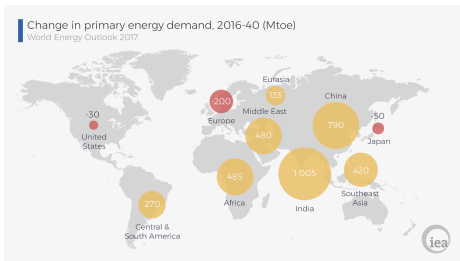 Change in primary energy demand, 2016-40 (Mtoe)
World Energy Outlook 2017
Eurasia
135
-30
United
States
-200
Europe
Middle East
480
China
790
-50
Japan
485
Africa
1 005
India
420
Southeast
Asia
270
Central &
South America
iea